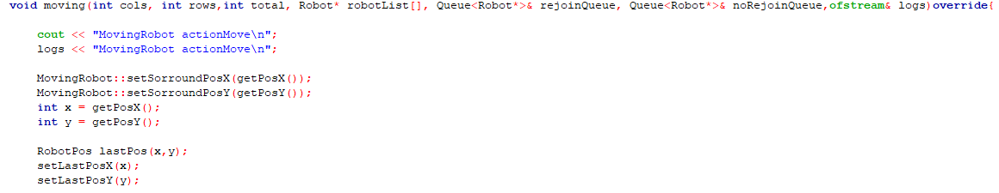 void moving(int cols, int rows,int total, Robot* robotList[], Queue<Robot*>& rejoinQueue, Queue<Robot*>& noRejoinQueue,ofstream& logs)override{
cout << "MovingRobot actionMove\n";
logs << "MovingRobot actionMove\n";
MovingRobot::setSorroundPosX(getPosX());
MovingRobot::setSorroundPosY(getPosY());
int x = getPosX();
int y = getPosY();
RobotPos lastPos(x,y);
setLastPosX(x);
setLastPosY(y);